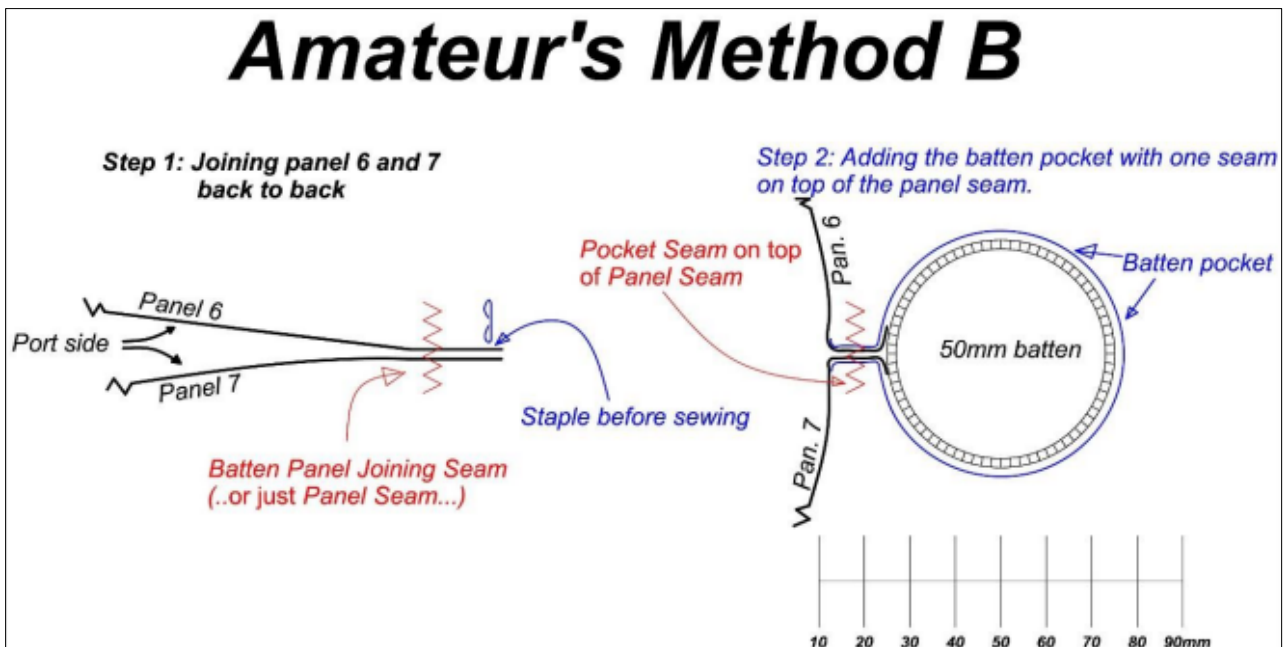 Amateur's Method B
Step 1: Joining panel 6 and 7
back to back
Step 2: Adding the batten pocket with one seam
on top of the panel seam.
Panel 6
Port side
Panel 7
Staple before sewing
Batten Panel Joining Seam
(..or just Panel Seam...)
Pocket Seam on top
of Panel Seam
Pan. 6
Batten pocket
50mm batten
Pan. 7
10 20 30 40 50 60 70 80 90mm